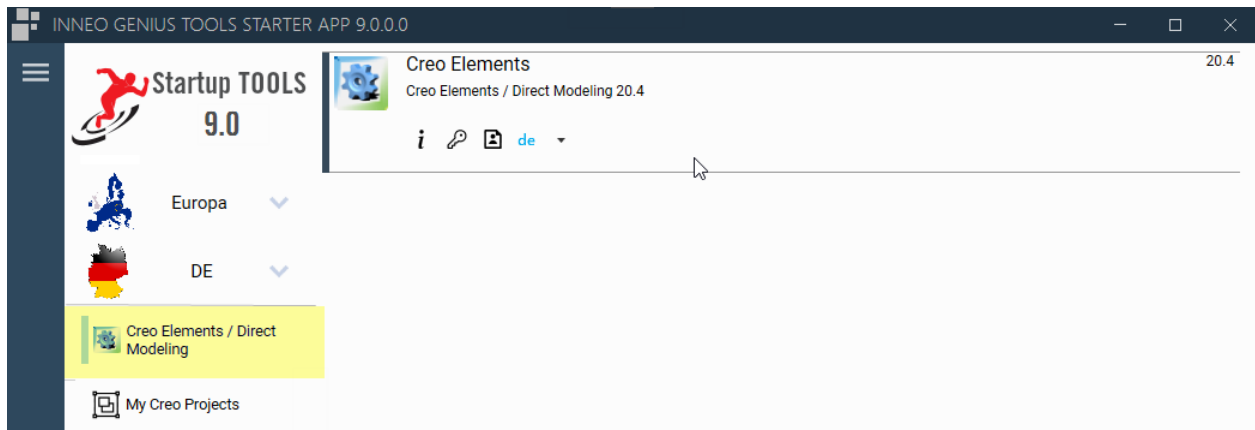 INNEO GENIUS TOOLS STARTER APP 9.0.0.0
Startup TOOLS
9.0
Europa
DE
Creo Elements / Direct
Modeling
My Creo Projects
Creo Elements
20.4
Creo Elements / Direct Modeling 20.4
i
de